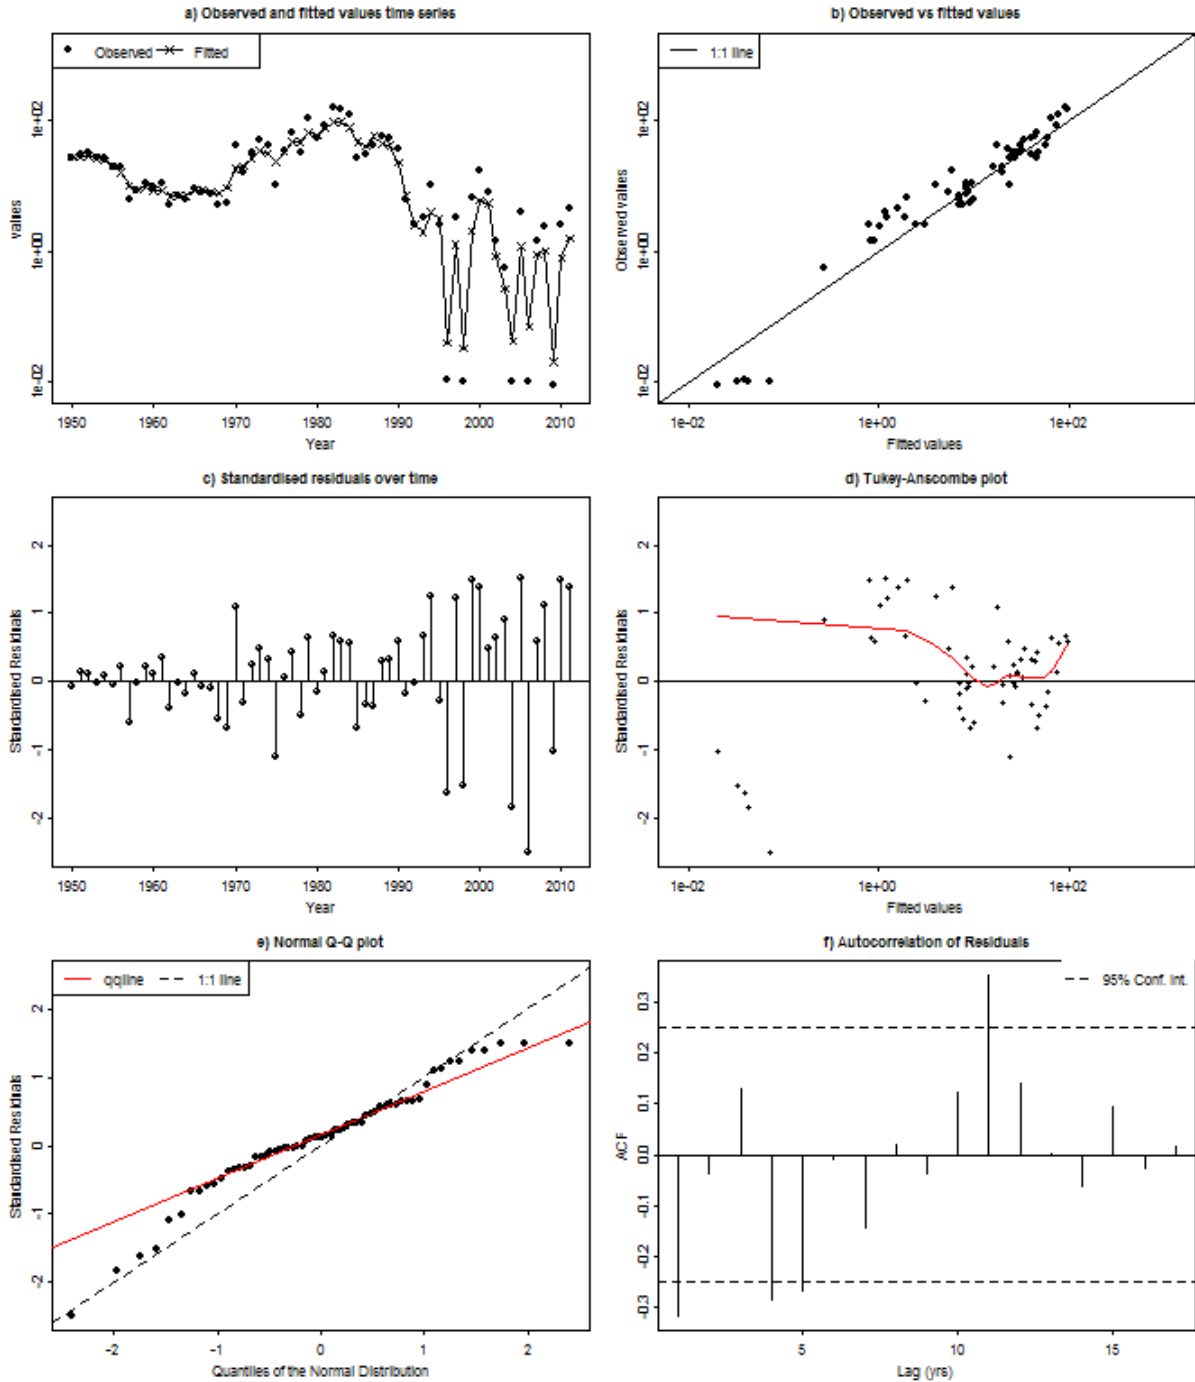 a) Observed and fitted values time series
Observed Fitted
values
1e+02
1e+00
1e-02
1950 1960 1970 1980 1990 2000 2010
Year
b) Observed vs fitted values
1:1 line
Observed values
1e+02
1e+00
1e-02
1e-02 1e+00 1e+02
Fitted values
c) Standardised residuals over time
Standardised Residuals
2
1
0
-1
-2
1950 1960 1970 1980 1990 2000 2010
Year
d) Tukey-Anscombe plot
Standardised Residuals
2
1
0
-1
-2
1e-02 1e+00 1e+02
Fitted values
e) Normal Q-Q plot
qqline 1:1 line
Standardised Residuals
2
1
0
-1
-2
-2 -1 0 1 2
Quantiles of the Normal Distribution
f) Autocorrelation of Residuals
95% Conf. Int.
ACF
0.3
0.2
0.1
0.0
-0.1
-0.2
-0.3
5 10 15
Lag (yrs)